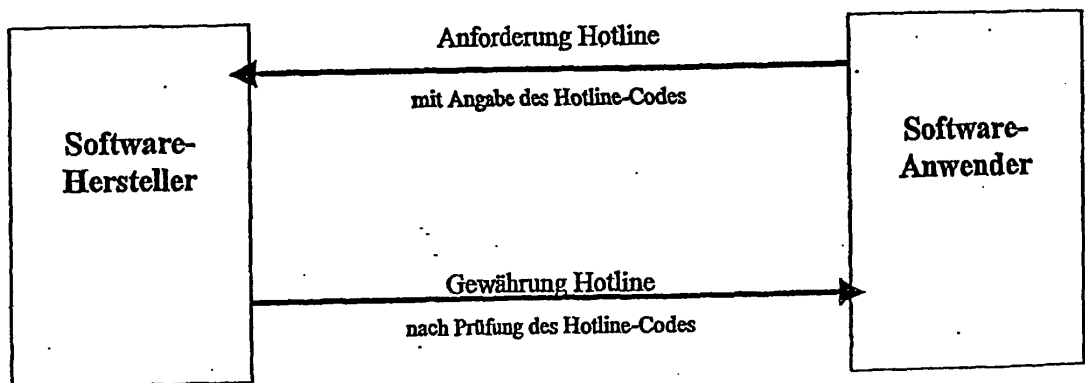 Anforderung Hotline
mit Angabe des Hotline-Codes
Software-
Hersteller
Software-
Anwender
Gewährung Hotline
nach Prüfung des Hotline-Codes